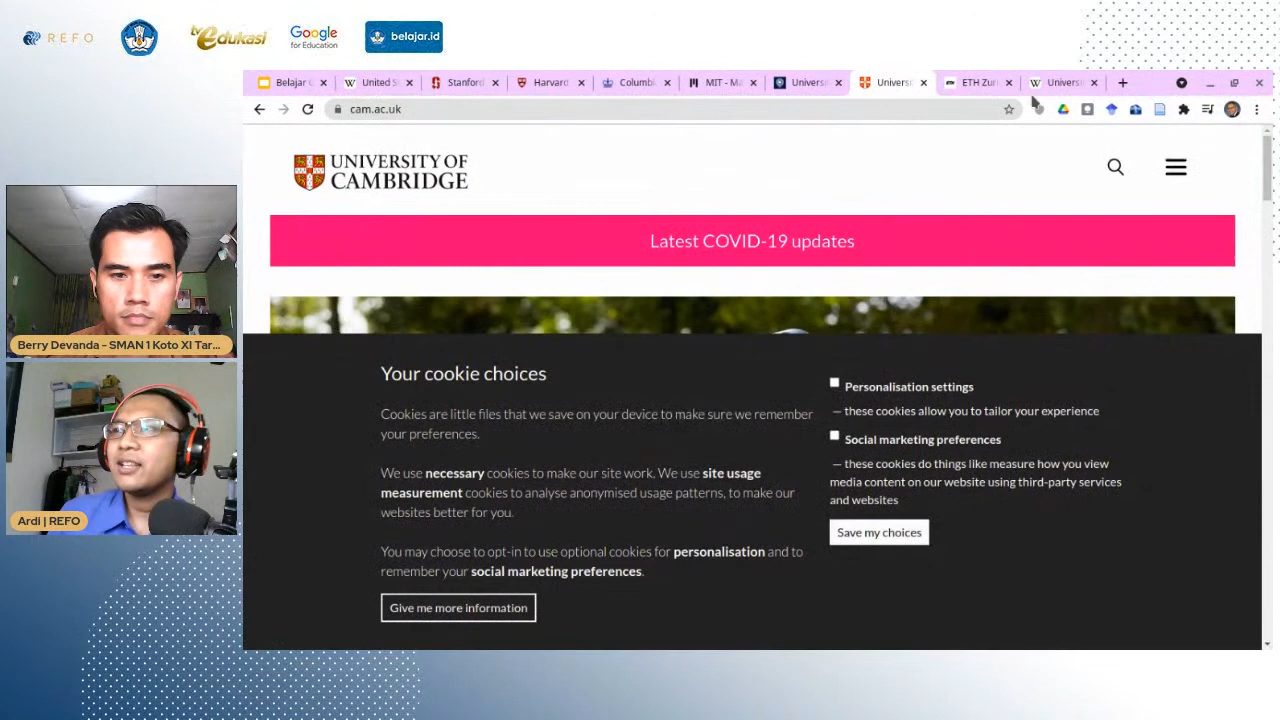 REFO
tv edukasi
Google
for Education
belajar.id
Belajar
United S
Stanford
Harvard
Columbi
MIT - Ma
Universi
Univers
ETH Zuri
Universi
cam.ac.uk
UNIVERSITY OF
CAMBRIDGE
Latest COVID-19 updates
Your cookie choices
Cookies are little files that we save on your device to make sure we remember
your preferences.
We use necessary cookies to make our site work. We use site usage
measurement cookies to analyse anonymised usage patterns, to make our
websites better for you.
You may choose to opt-in to use optional cookies for personalisation and to
remember your social marketing preferences.
Give me more information
Personalisation settings
— these cookies allow you to tailor your experience
Social marketing preferences
— these cookies do things like measure how you view
media content on our website using third-party services
and websites
Save my choices
Berry Devanda - SMAN 1 Koto XI Tar...
Ardi | REFO